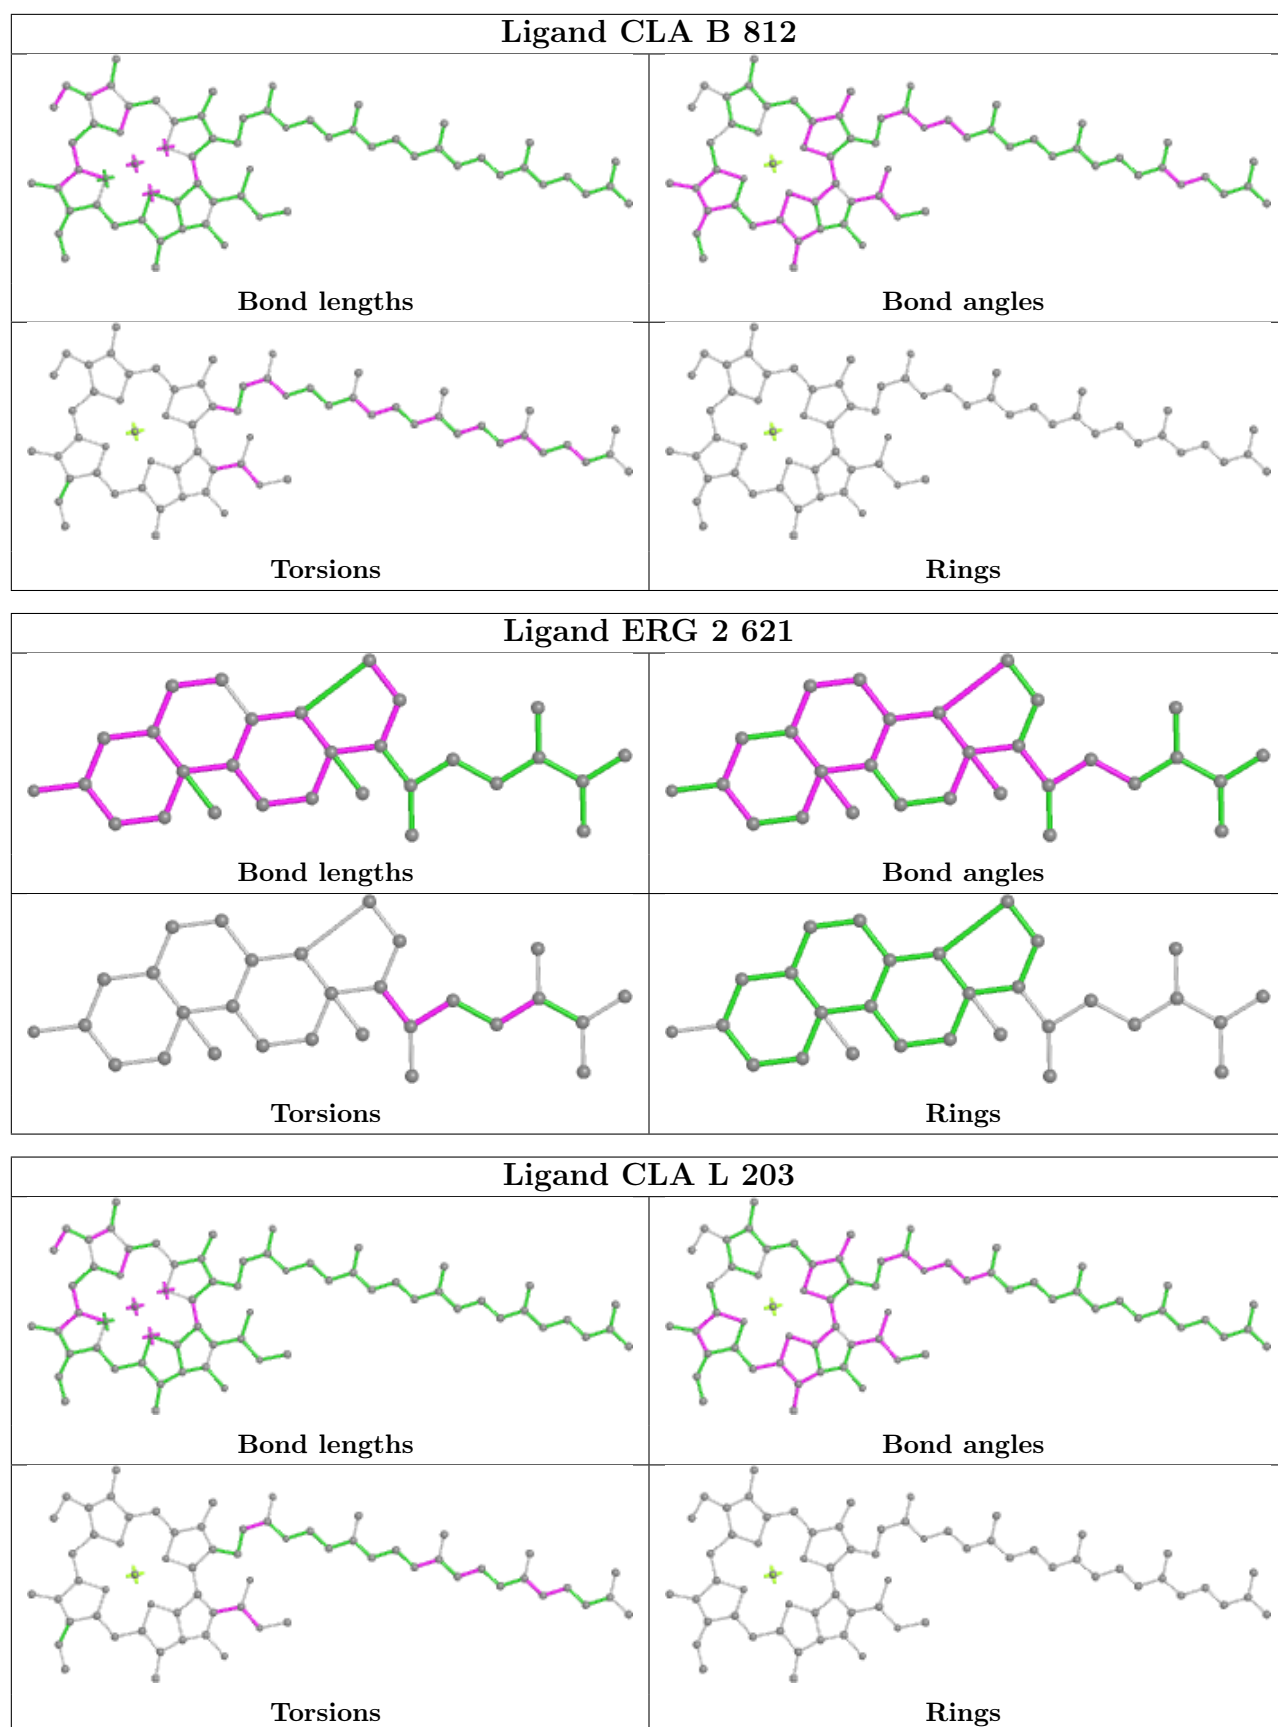 Ligand CLA B 812
Bond lengths
Bond angles
Torsions
Rings
Ligand ERG 2 621
Bond lengths
Bond angles
Torsions
Rings
Ligand CLA L 203
Bond lengths
Bond angles
Torsions
Rings